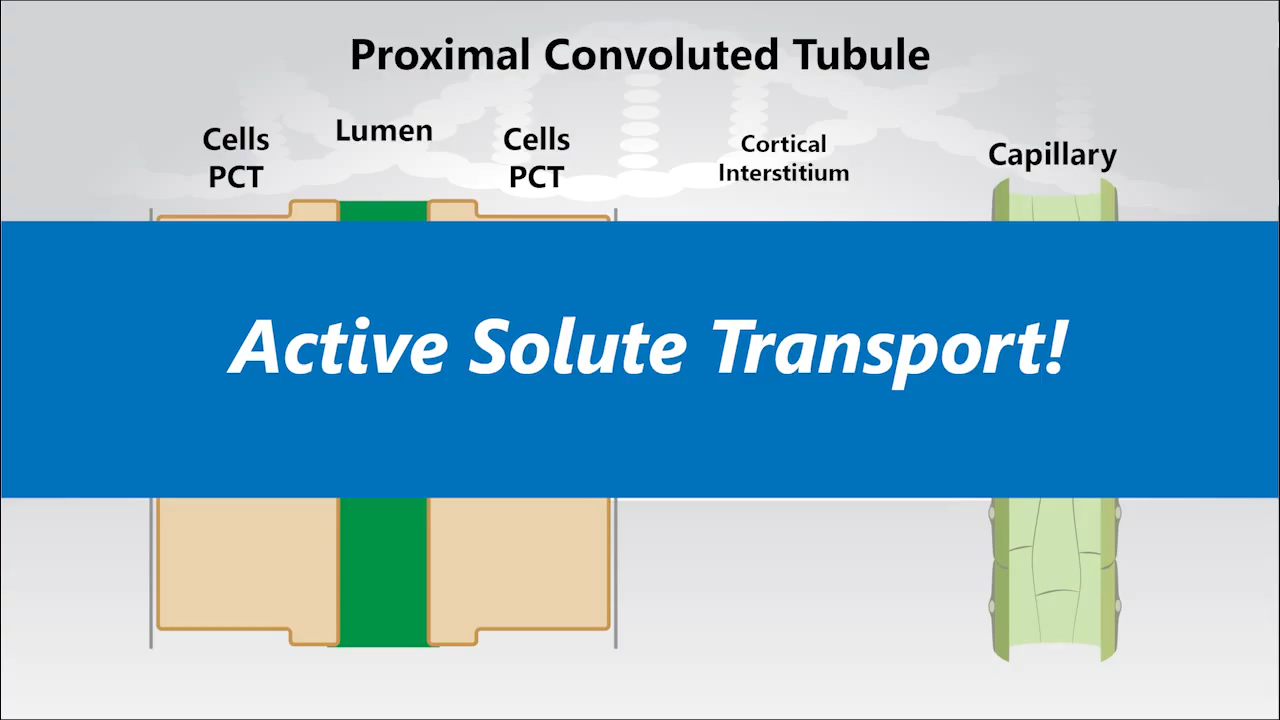 Proximal Convoluted Tubule
Cells
PCT
Lumen
Cells
PCT
Cortical
Interstitium
Capillary
Active Solute Transport!